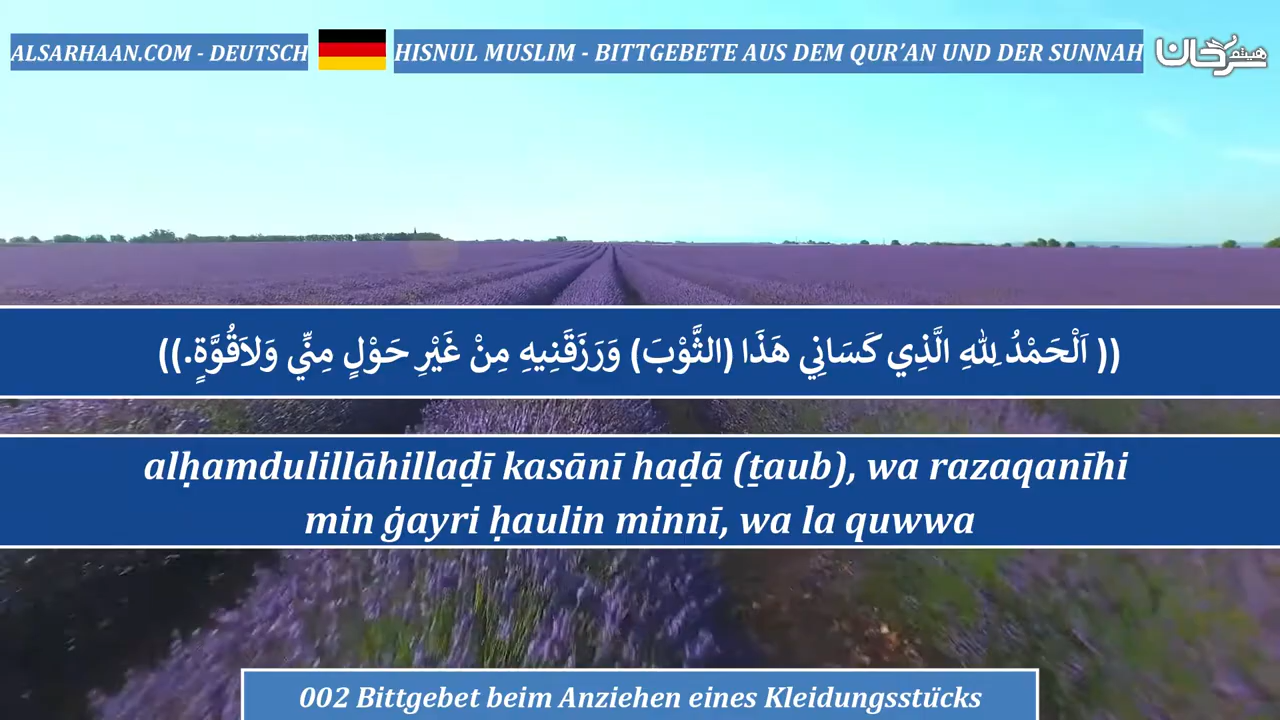 ALSARHAAN.COM - DEUTSCH
HISNUL MUSLIM - BITTGEBETE AUS DEM QUR’AN UND DER SUNNAH
هيثم سرحان
(( اَلْحَمْدُ لِلهِ الَّذِي كَسَانِي هَذَا (الثَّوْبَ) وَرَزَقَنِيهِ مِنْ غَيْرِ حَوْلٍ مِنِّي وَلاَقُوَّةٍ.))
alḥamdulillāhillaḏī kasānī haḏā (ṯaub), wa razaqanīhi
min ġayri ḥaulin minnī, wa la quwwa
002 Bittgebet beim Anziehen eines Kleidungsstücks